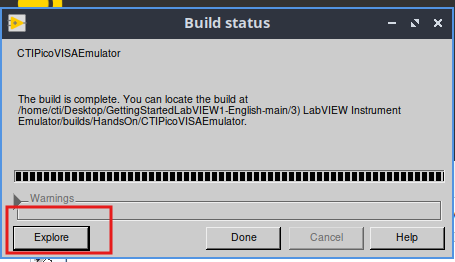 Build status
CTIPicoVISAEmulator
The build is complete. You can locate the build at
/home/cti/Desktop/GettingStartedLabVIEW1-English-main/3) LabVIEW Instrument
Emulator/builds/HandsOn/CTIPicoVISAEmulator.
Warnings
Explore Done Cancel Help